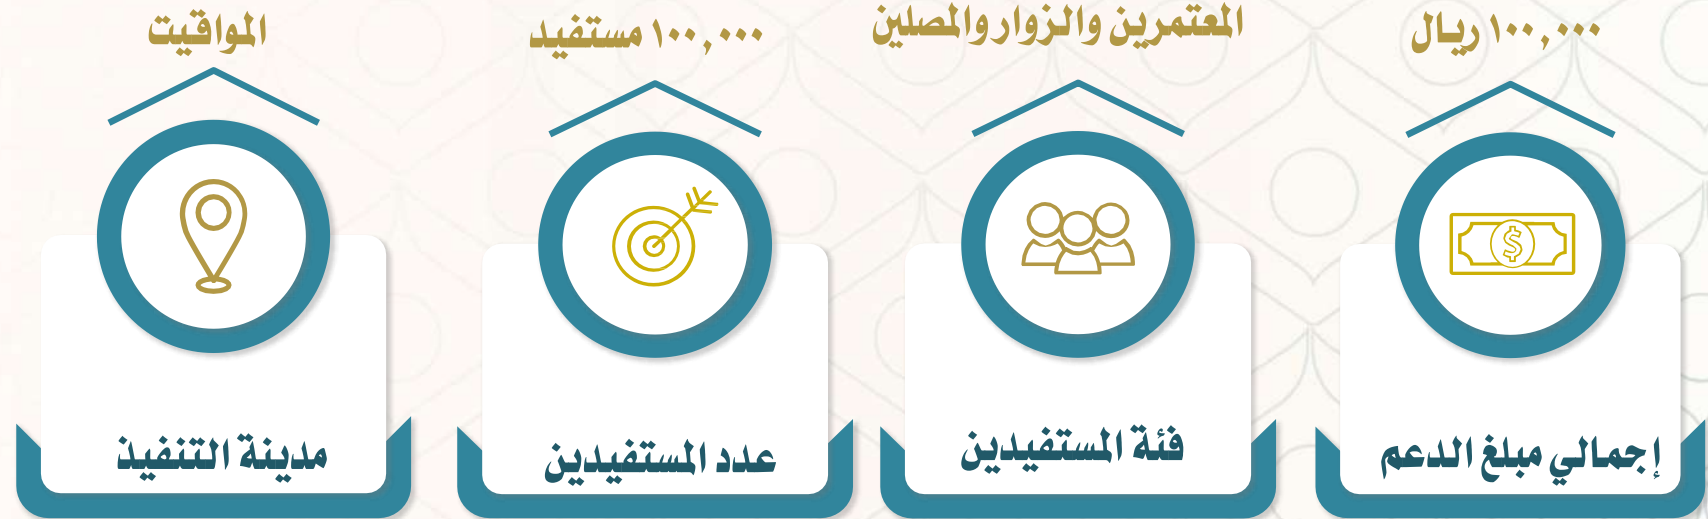 ١٠٠,٠٠٠ ريال
المعتمرين والزوار والمصلين
١٠٠,٠٠٠ مستفيد
المواقيت
إجمالي مبلغ الدعم
فئة المستفيدين
عدد المستفيدين
مدينة التنفيذ